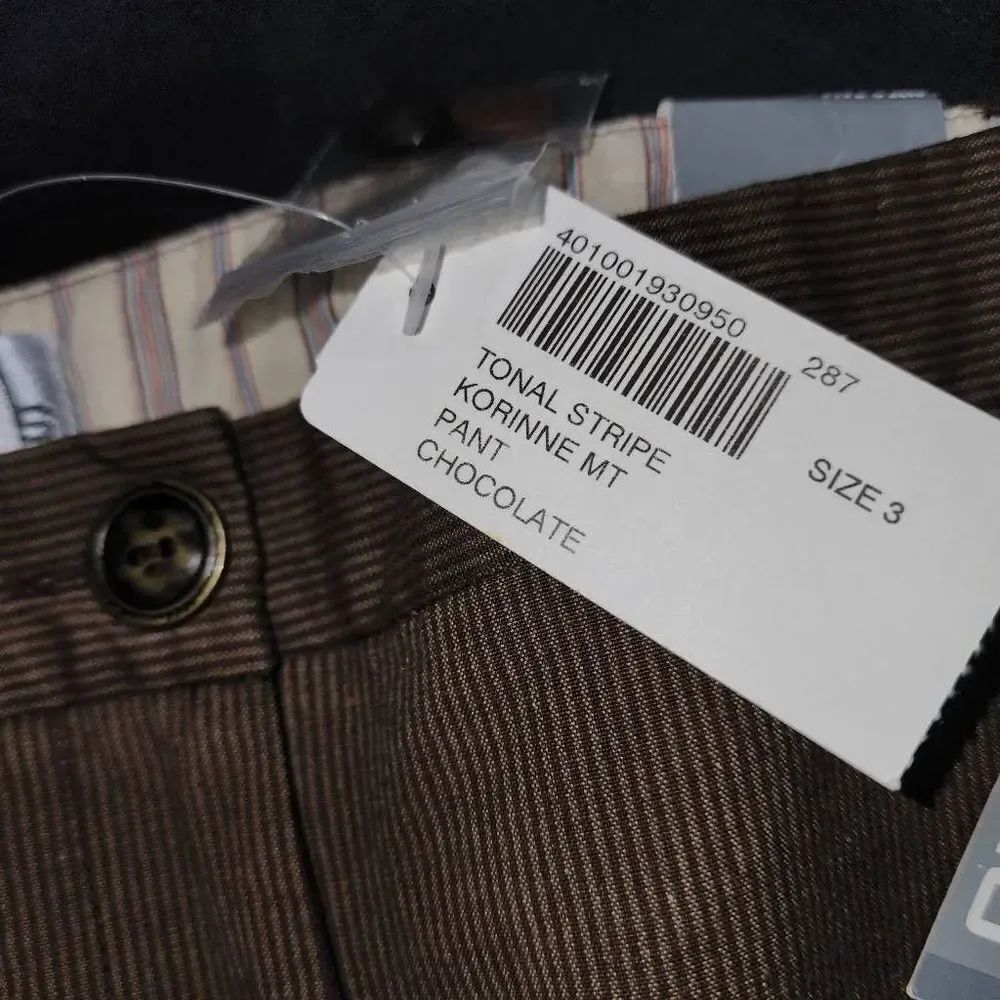 401001930950
287
TONAL STRIPE
KORINNE MT
PANT
CHOCOLATE
SIZE 3